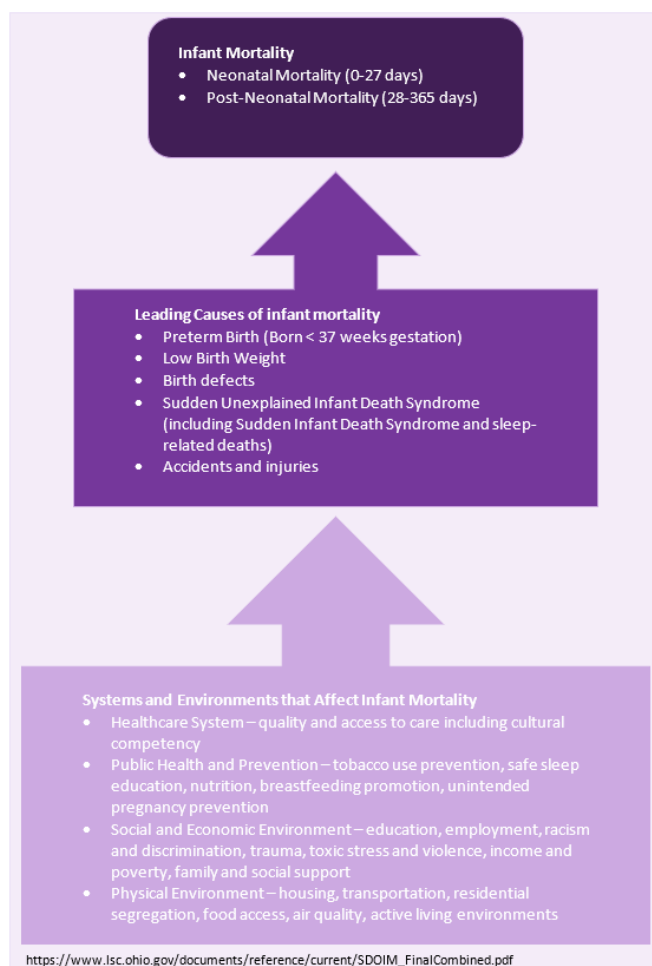 Infant Mortality
• Neonatal Mortality (0-27 days)
• Post-Neonatal Mortality (28-365 days)
Leading Causes of infant mortality
• Preterm Birth (Born < 37 weeks gestation)
• Low Birth Weight
• Birth defects
• Sudden Unexplained Infant Death Syndrome
(including Sudden Infant Death Syndrome and sleep-
related deaths)
• Accidents and injuries
Systems and Environments that Affect Infant Mortality
• Healthcare System – quality and access to care including cultural
competency
• Public Health and Prevention – tobacco use prevention, safe sleep
education, nutrition, breastfeeding promotion, unintended
pregnancy prevention
• Social and Economic Environment – education, employment, racism
and discrimination, trauma, toxic stress and violence, income and
poverty, family and social support
• Physical Environment – housing, transportation, residential
segregation, food access, air quality, active living environments
https://www.lsc.ohio.gov/documents/reference/current/SDOIM_FinalCombined.pdf